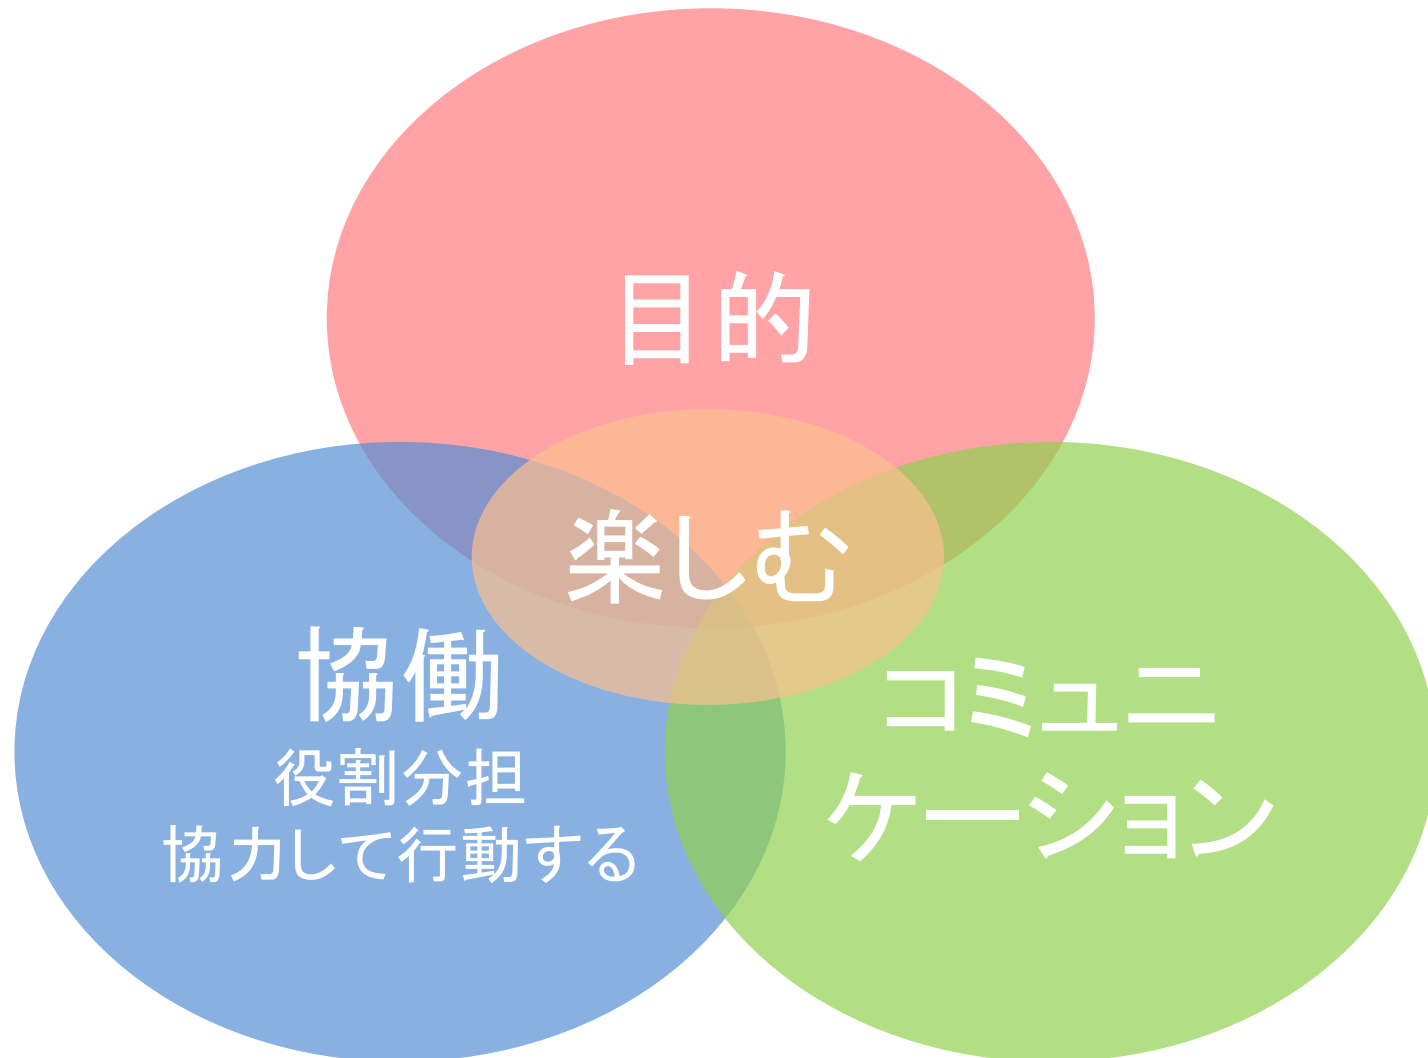 目的
楽しむ
協働
役割分担
協力して行動する
コミュニ
ケーション